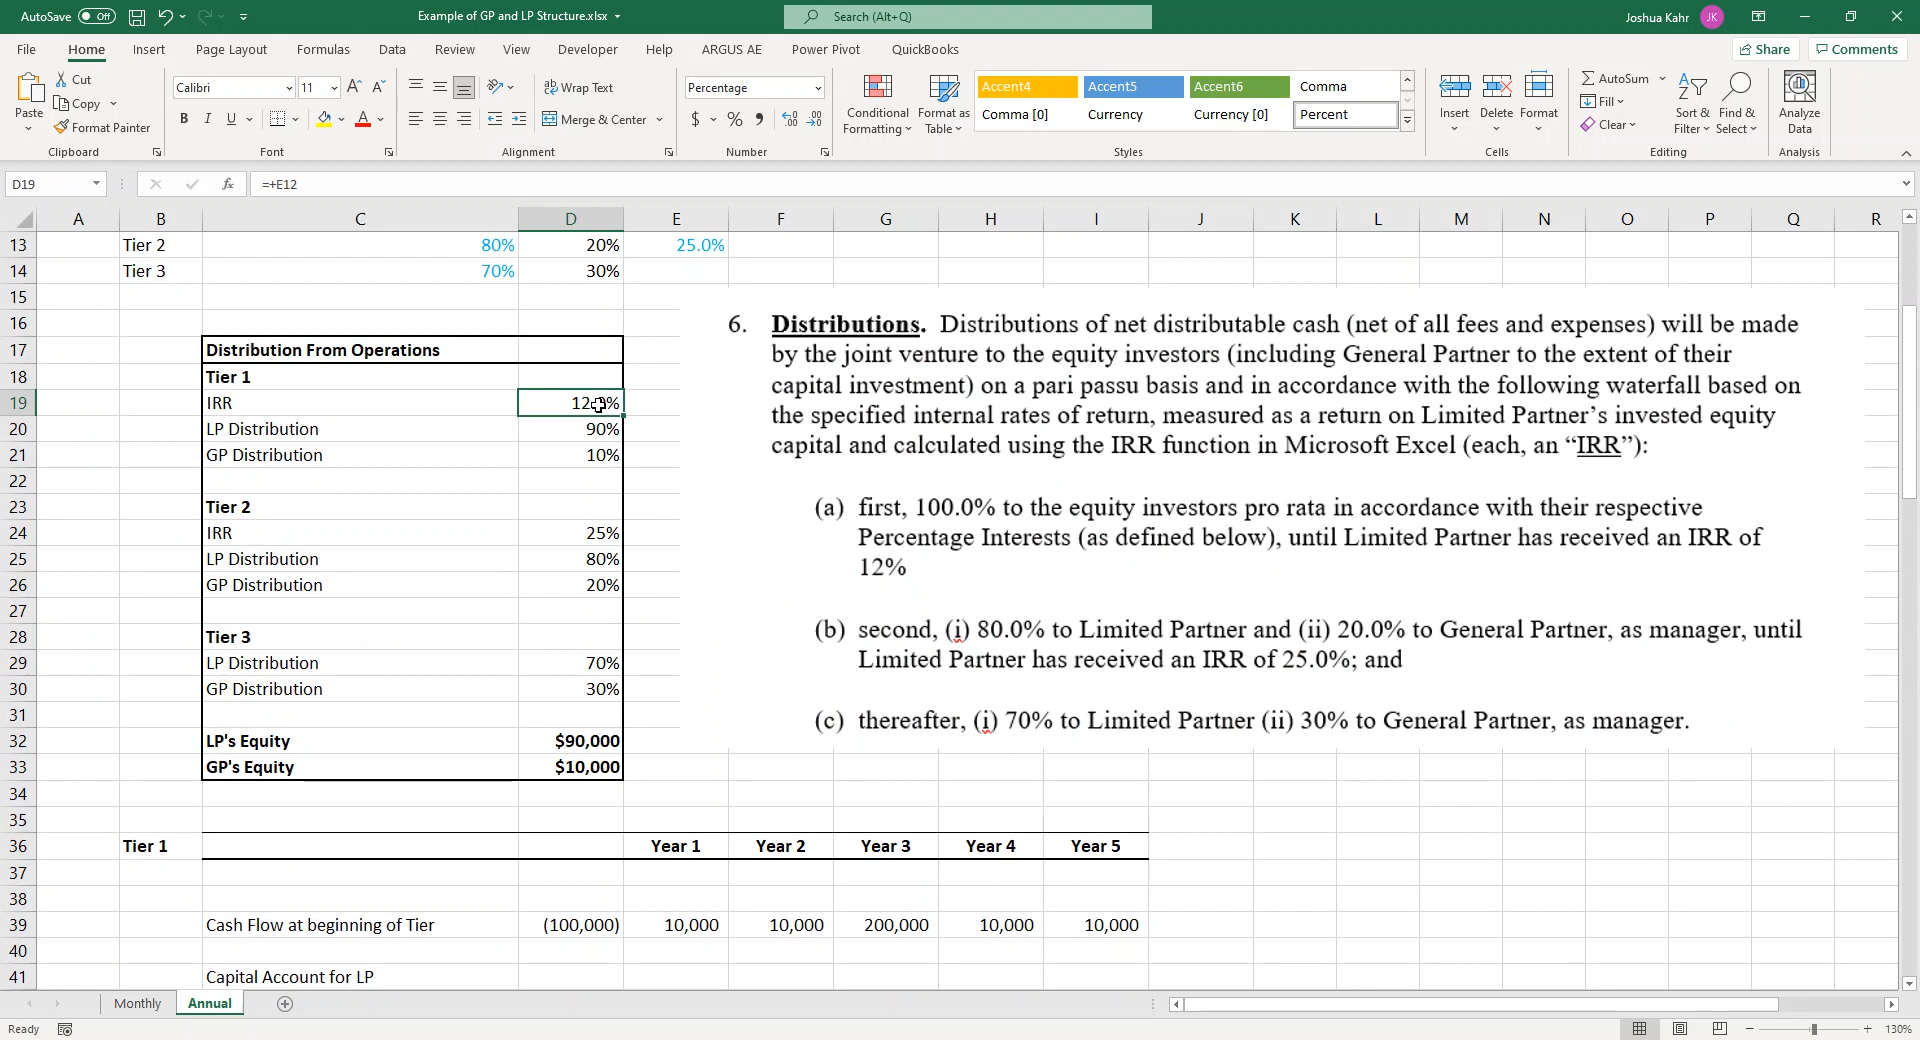 AutoSave Off Example of GP and LP Structure.xlsx Search (Alt+Q) Joshua Kahr JK
File Home Insert Page Layout Formulas Data Review View Developer Help ARGUS AE Power Pivot QuickBooks Share Comments
Paste
Cut
Copy
Format Painter
Clipboard
Calibri 11
B I U
Font
Wrap Text
Merge & Center
Alignment
Percentage
$ % 9
Number
Conditional Formatting
Format as Table
Accent4 Accent5 Accent6 Comma
Comma [0] Currency Currency [0] Percent
Styles
Insert Delete Format
Cells
AutoSum
Fill
Clear
Sort & Filter
Find & Select
Editing
Analyze Data
Analysis
D19 fx =+E12
A B C D E F G H I J K L M N O P Q R
13 Tier 2 80% 20% 25.0%
14 Tier 3 70% 30%
15
16
17 Distribution From Operations
18 Tier 1
19 IRR
20 LP Distribution 90%
21 GP Distribution 10%
22
23 Tier 2
24 IRR 25%
25 LP Distribution 80%
26 GP Distribution 20%
27
28 Tier 3
29 LP Distribution 70%
30 GP Distribution 30%
31
32 LP's Equity $90,000
33 GP's Equity $10,000
34
35
36 Tier 1 Year 1 Year 2 Year 3 Year 4 Year 5
37
38
39 Cash Flow at beginning of Tier (100,000) 10,000 10,000 200,000 10,000 10,000
40
41 Capital Account for LP
6. Distributions. Distributions of net distributable cash (net of all fees and expenses) will be made
by the joint venture to the equity investors (including General Partner to the extent of their
capital investment) on a pari passu basis and in accordance with the following waterfall based on
the specified internal rates of return, measured as a return on Limited Partner’s invested equity
capital and calculated using the IRR function in Microsoft Excel (each, an “IRR”):
(a) first, 100.0% to the equity investors pro rata in accordance with their respective
Percentage Interests (as defined below), until Limited Partner has received an IRR of
12%
(b) second, (i) 80.0% to Limited Partner and (ii) 20.0% to General Partner, as manager, until
Limited Partner has received an IRR of 25.0%; and
(c) thereafter, (i) 70% to Limited Partner (ii) 30% to General Partner, as manager.
Monthly Annual
Ready 130%